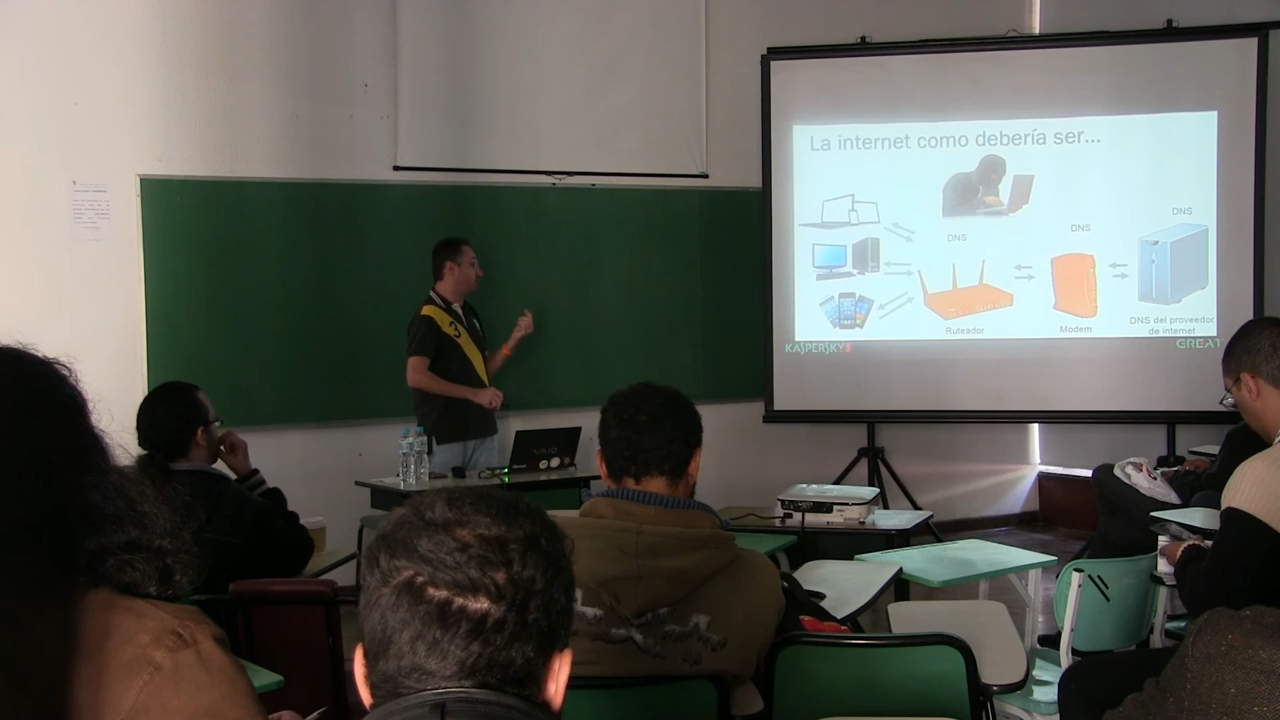 La internet como debería ser...
DNS
DNS
DNS
Ruteador
Modem
DNS del proveedor
de internet
KASPERSKY
GREAT
3
VAIO